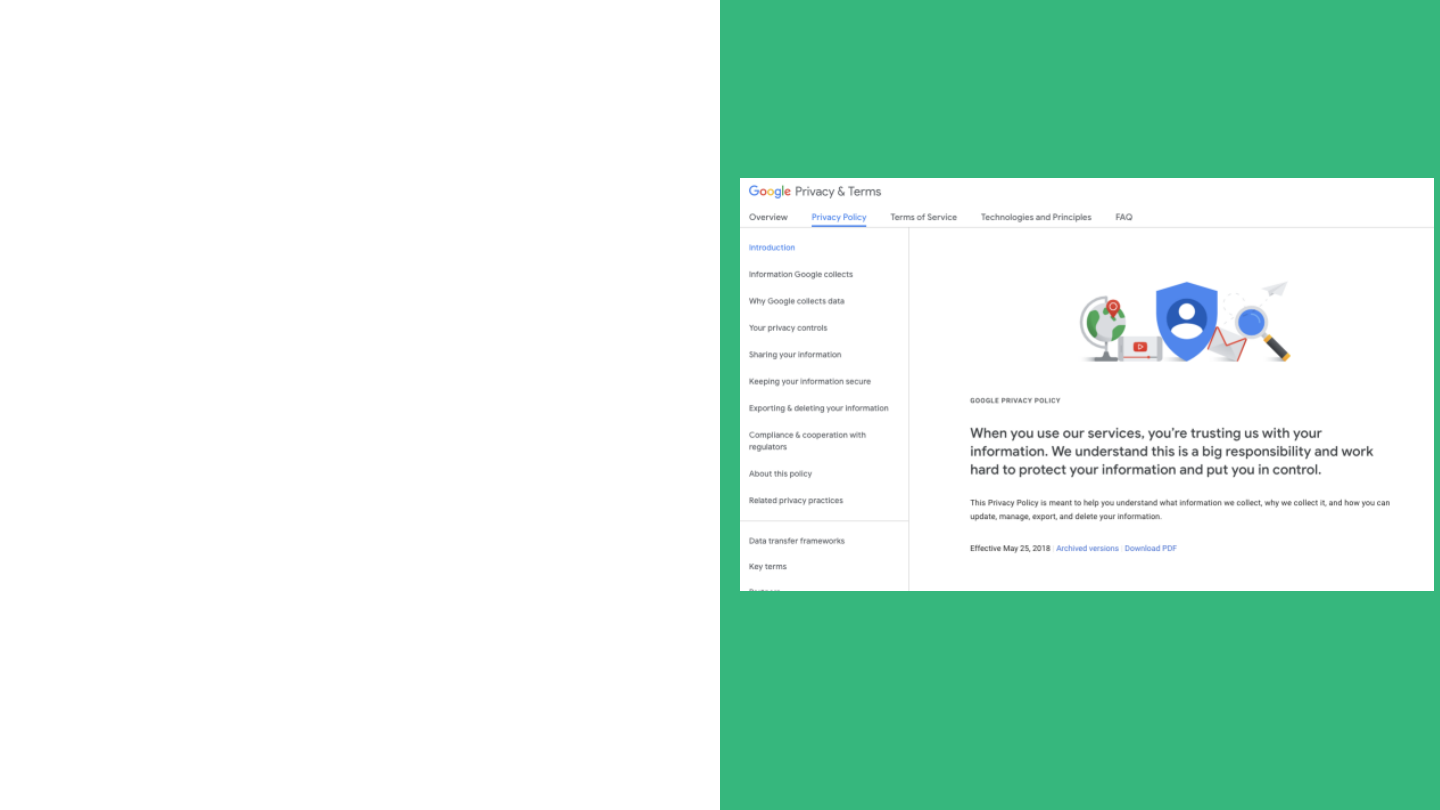 Google Privacy & Terms
Overview
Privacy Policy
Terms of Service
Technologies and Principles
FAQ
Introduction
Information Google collects
Why Google collects data
Your privacy controls
Sharing your information
Keeping your information secure
Exporting & deleting your information
Compliance & cooperation with
regulators
About this policy
Related privacy practices
Data transfer frameworks
Key terms
GOOGLE PRIVACY POLICY
When you use our services, you're trusting us with your
information. We understand this is a big responsibility and work
hard to protect your information and put you in control.
This Privacy Policy is meant to help you understand what information we collect, why we collect it, and how you can
update, manage, export, and delete your information.
Effective May 25, 2018 | Archived versions | Download PDF